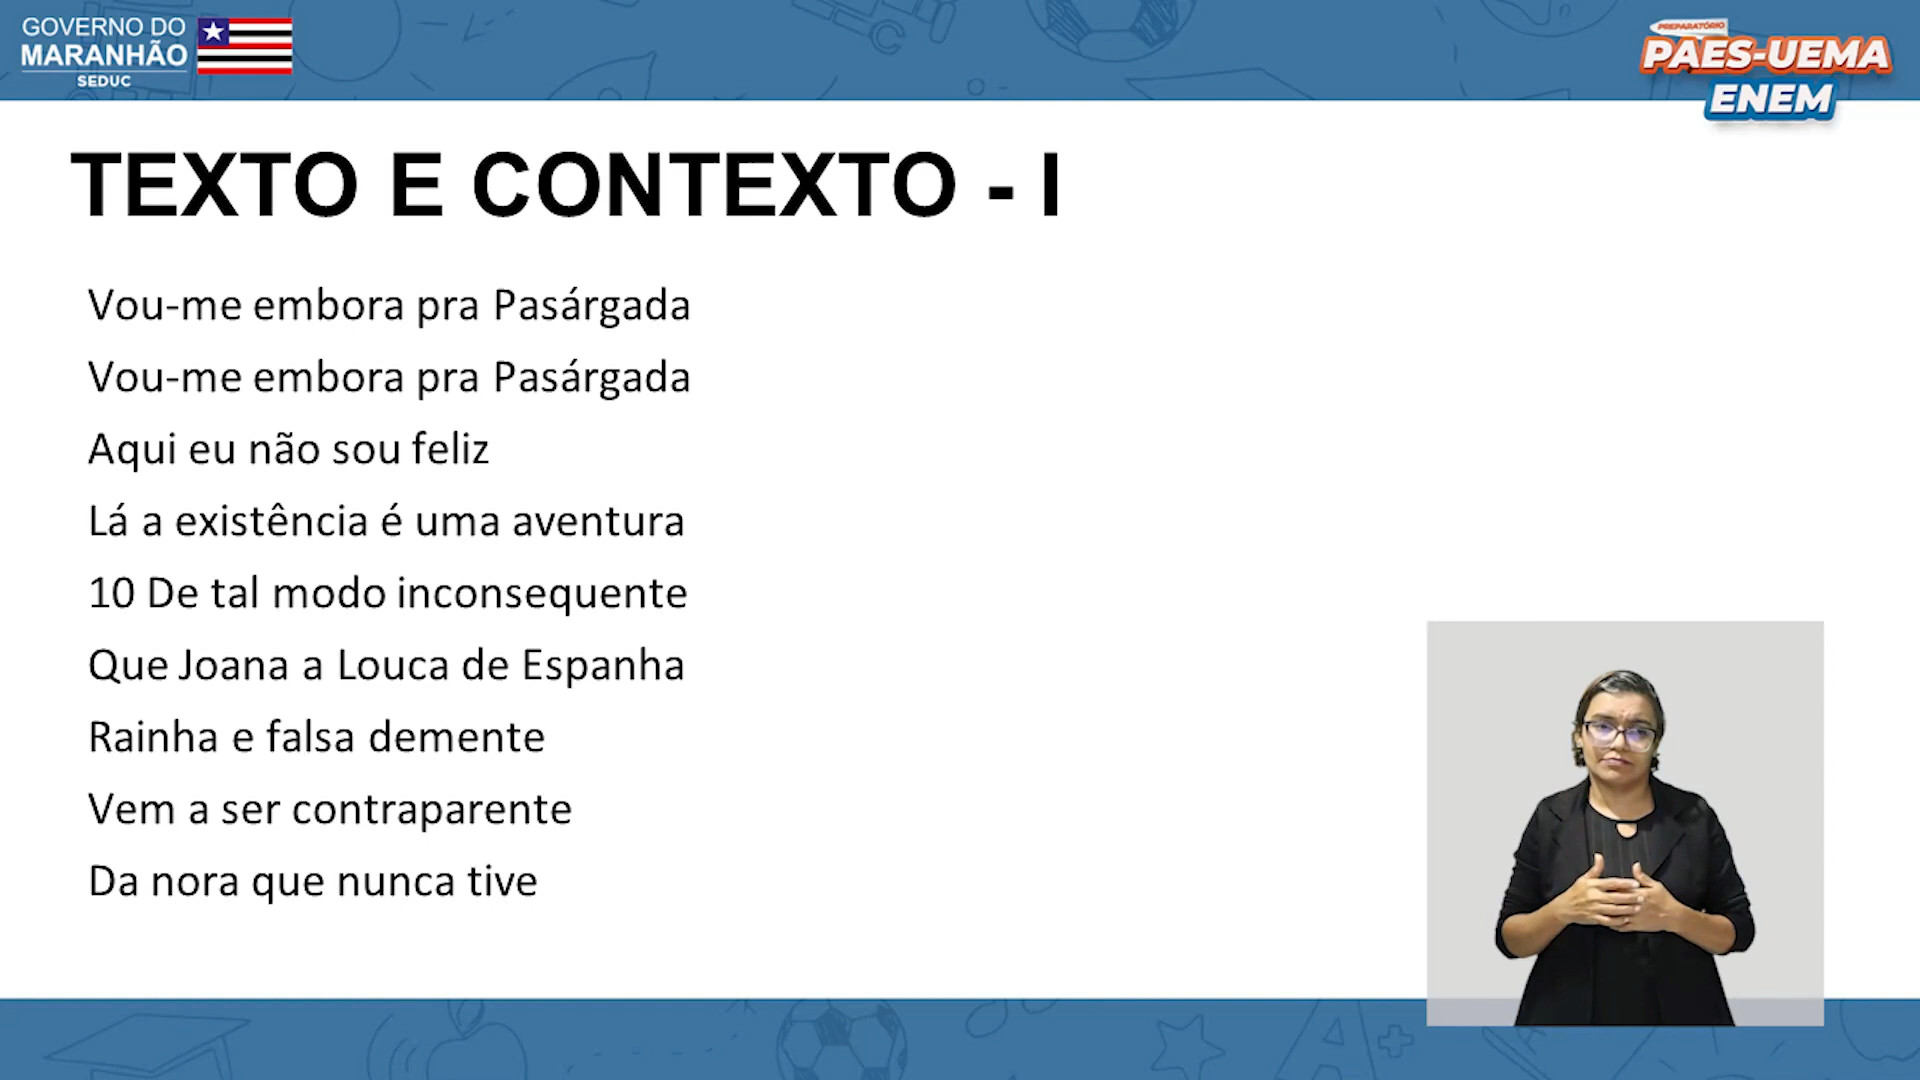 GOVERNO DO
MARANHÃO
SEDUC
PREPARATÓRIO
PAES-UEMA
ENEM
TEXTO E CONTEXTO - I
Vou-me embora pra Pasárgada
Vou-me embora pra Pasárgada
Aqui eu não sou feliz
Lá a existência é uma aventura
10 De tal modo inconsequente
Que Joana a Louca de Espanha
Rainha e falsa demente
Vem a ser contraparente
Da nora que nunca tive